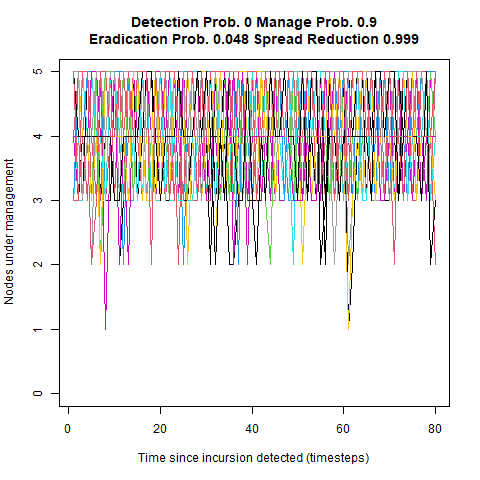 Detection Prob. 0 Manage Prob. 0.9
Eradication Prob. 0.048 Spread Reduction 0.999
Nodes under management
5
4
3
2
1
0
0
20
40
60
80
Time since incursion detected (timesteps)